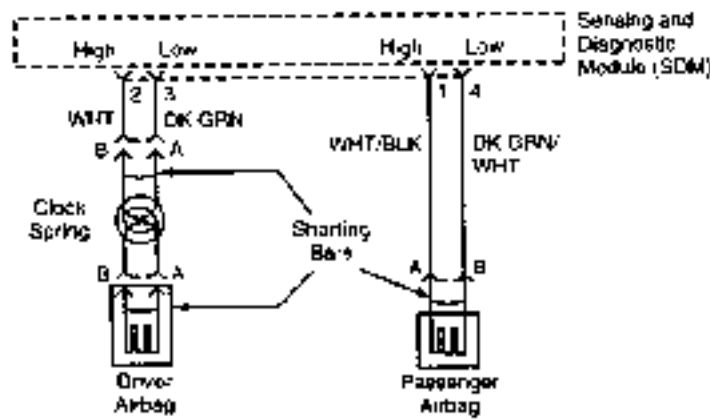 Sensing and
Diagnostic
Module (SDM)
High Low
High Low
2 3
1 4
WHT DK GRN
WHT/BLK
DK GRN/
WHT
B A
Clock
Spring
Shorting
Bars
B A
A B
Driver
Airbag
Passenger
Airbag